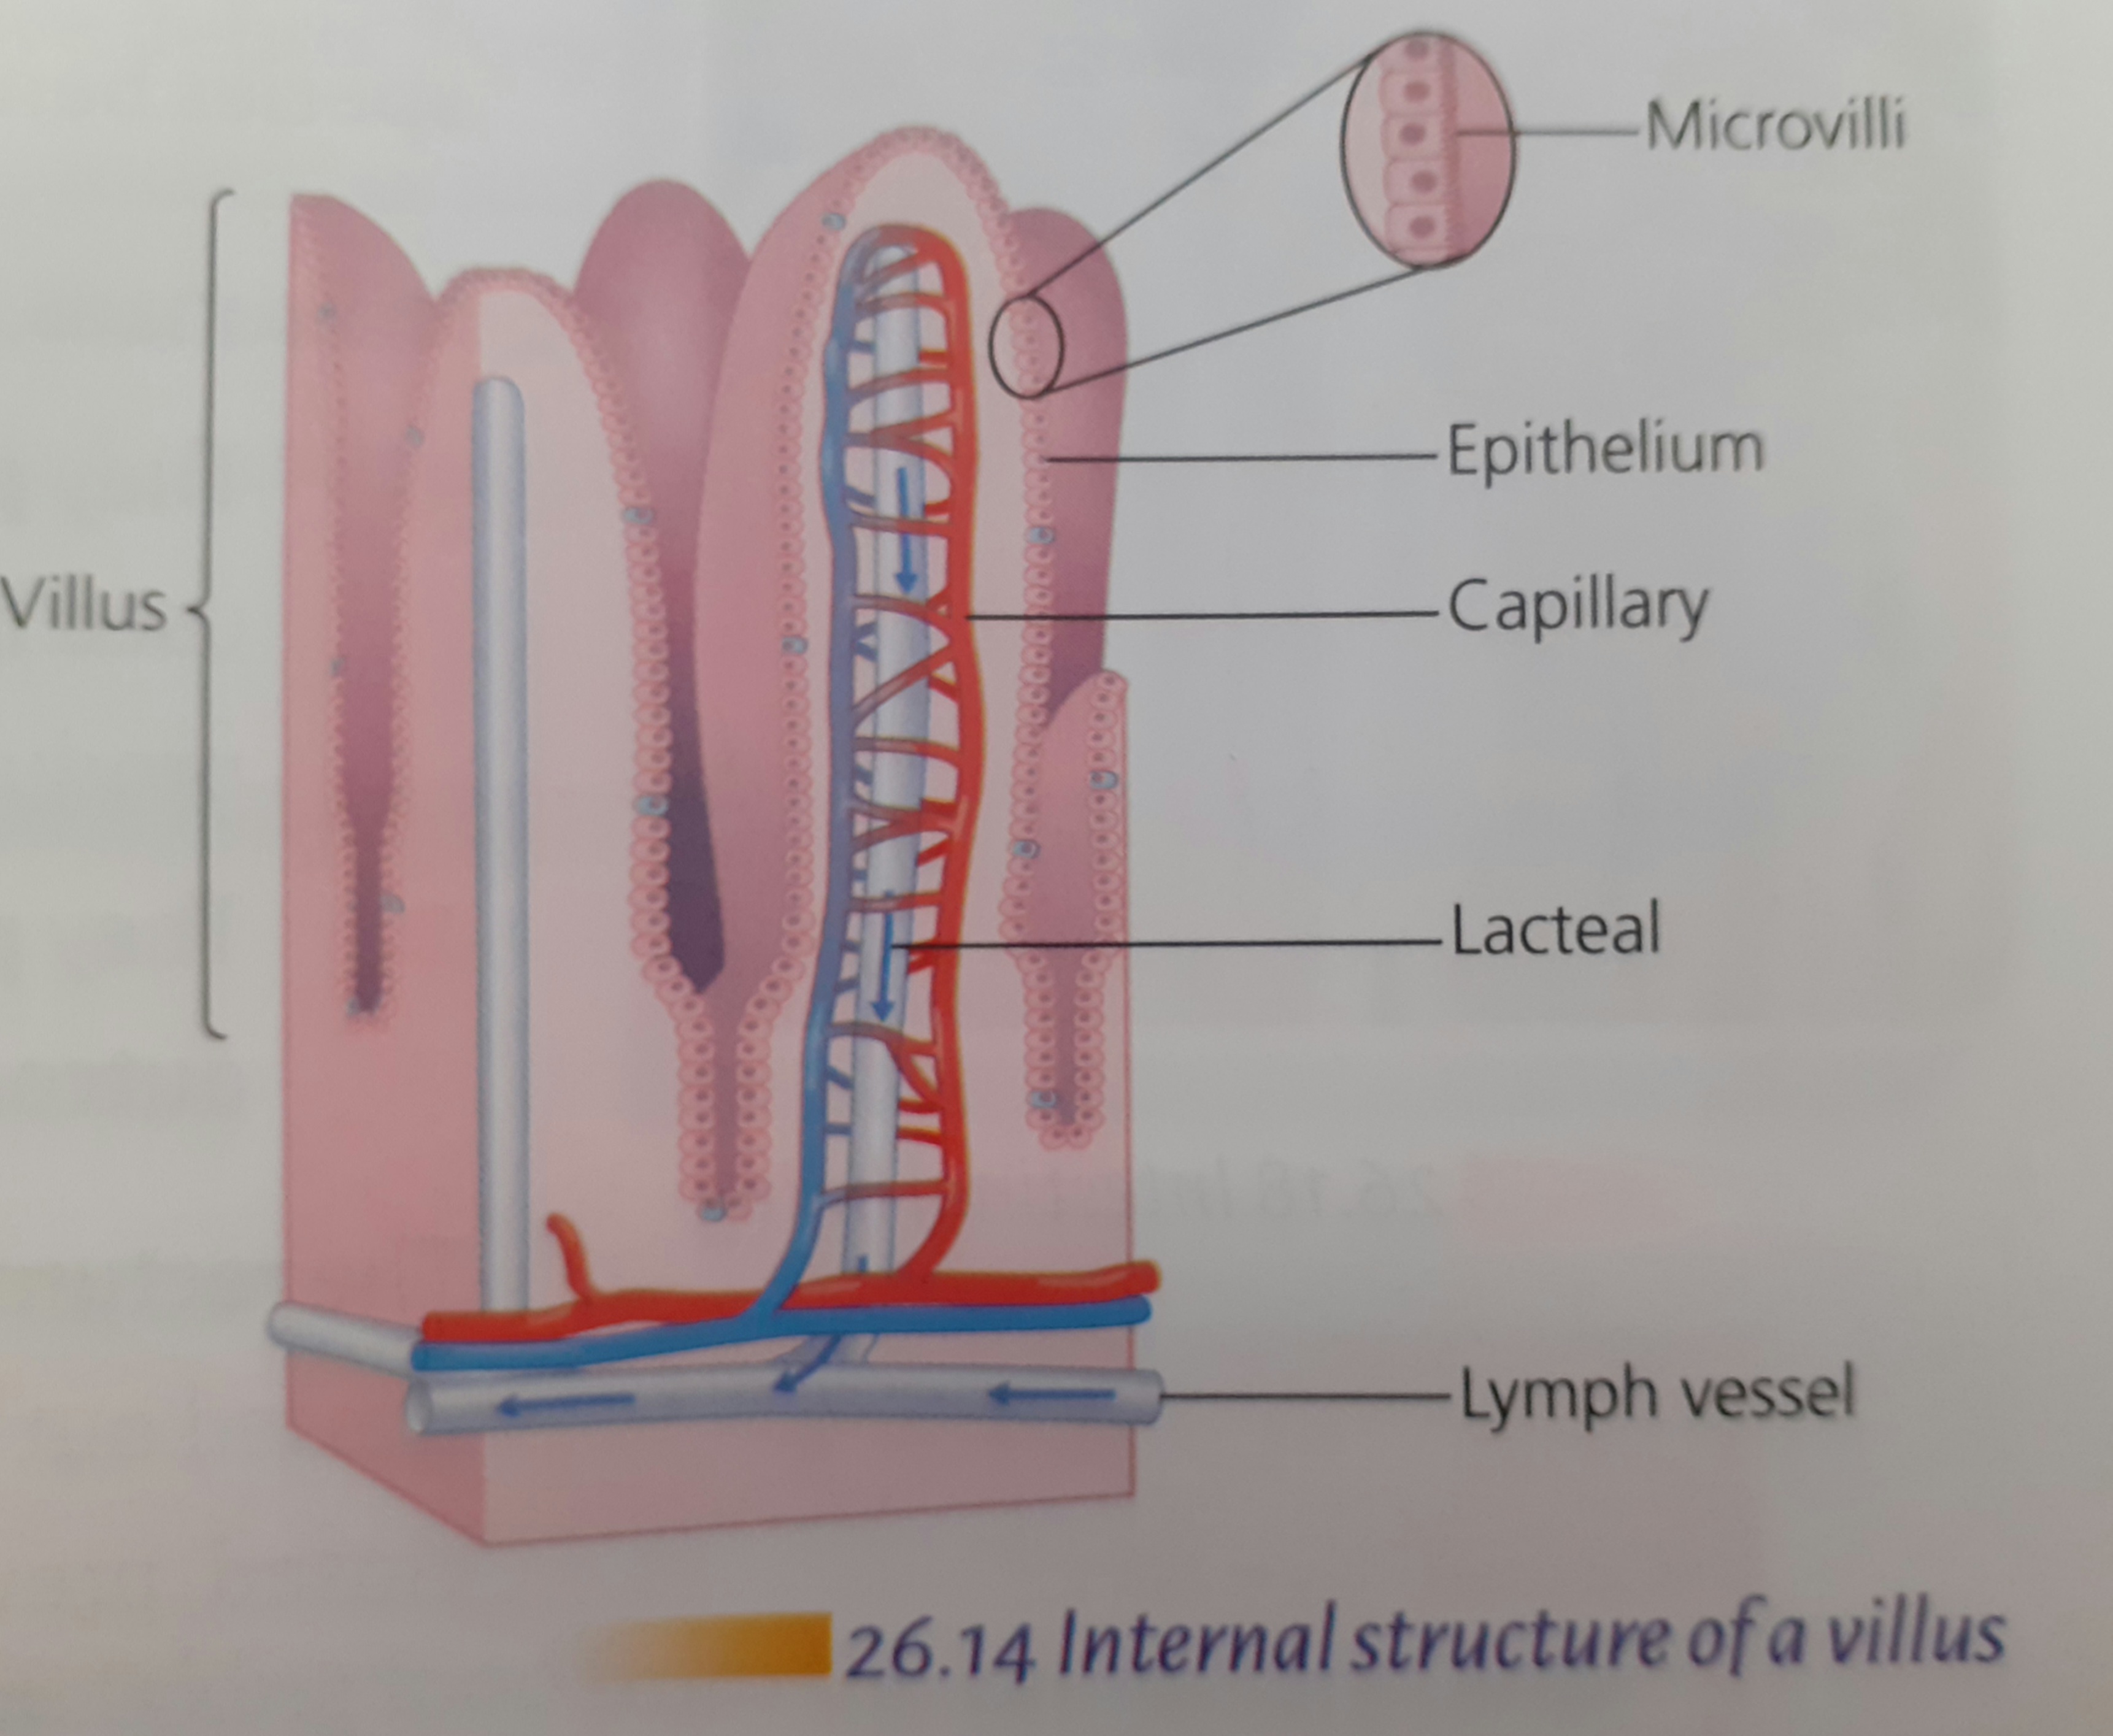 Microvilli
Epithelium
Villus
Capillary
Lacteal
Lymph vessel
26.14 Internal structure of a villus